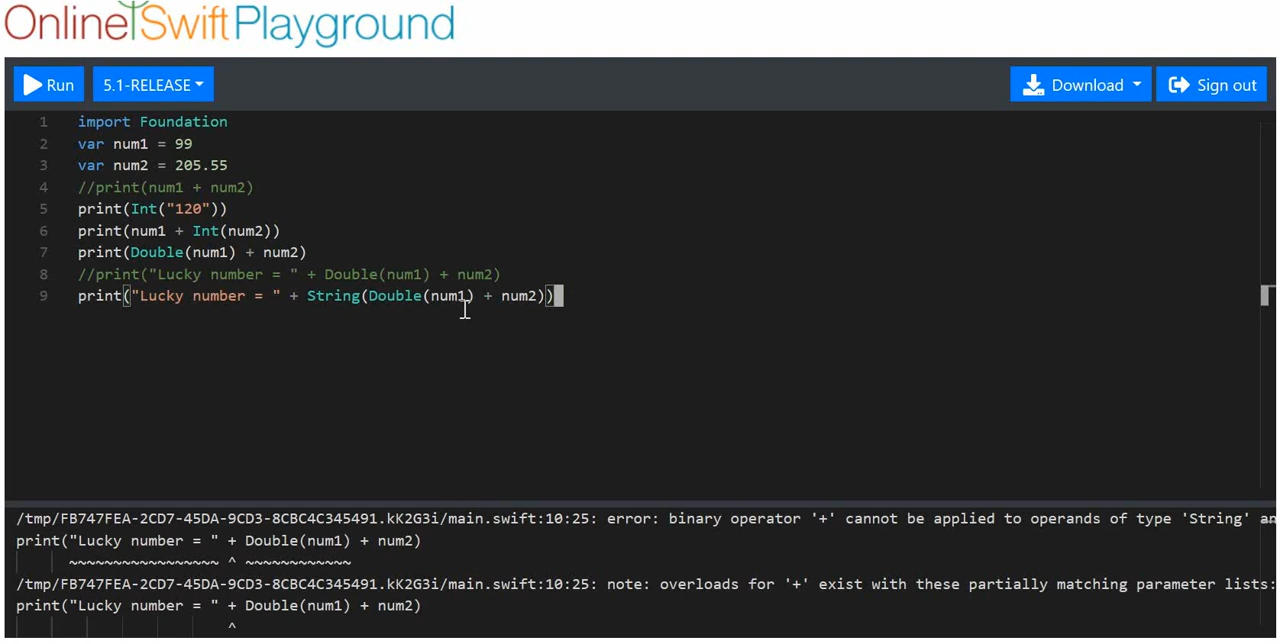 OnlineSwiftPlayground
Run 5.1-RELEASE Download Sign out
1 import Foundation
2 var num1 = 99
3 var num2 = 205.55
4 //print(num1 + num2)
5 print(Int("120"))
6 print(num1 + Int(num2))
7 print(Double(num1) + num2)
8 //print("Lucky number = " + Double(num1) + num2)
9 print("Lucky number = " + String(Double(num1) + num2))
/tmp/FB747FEA-2CD7-45DA-9CD3-8CBC4C345491.kK2G3i/main.swift:10:25: error: binary operator '+' cannot be applied to operands of type 'String' an
print("Lucky number = " + Double(num1) + num2)
~~~~~~~~~~~~~~~~~ ^ ~~~~~~~~~~~~
/tmp/FB747FEA-2CD7-45DA-9CD3-8CBC4C345491.kK2G3i/main.swift:10:25: note: overloads for '+' exist with these partially matching parameter lists:
print("Lucky number = " + Double(num1) + num2)
^